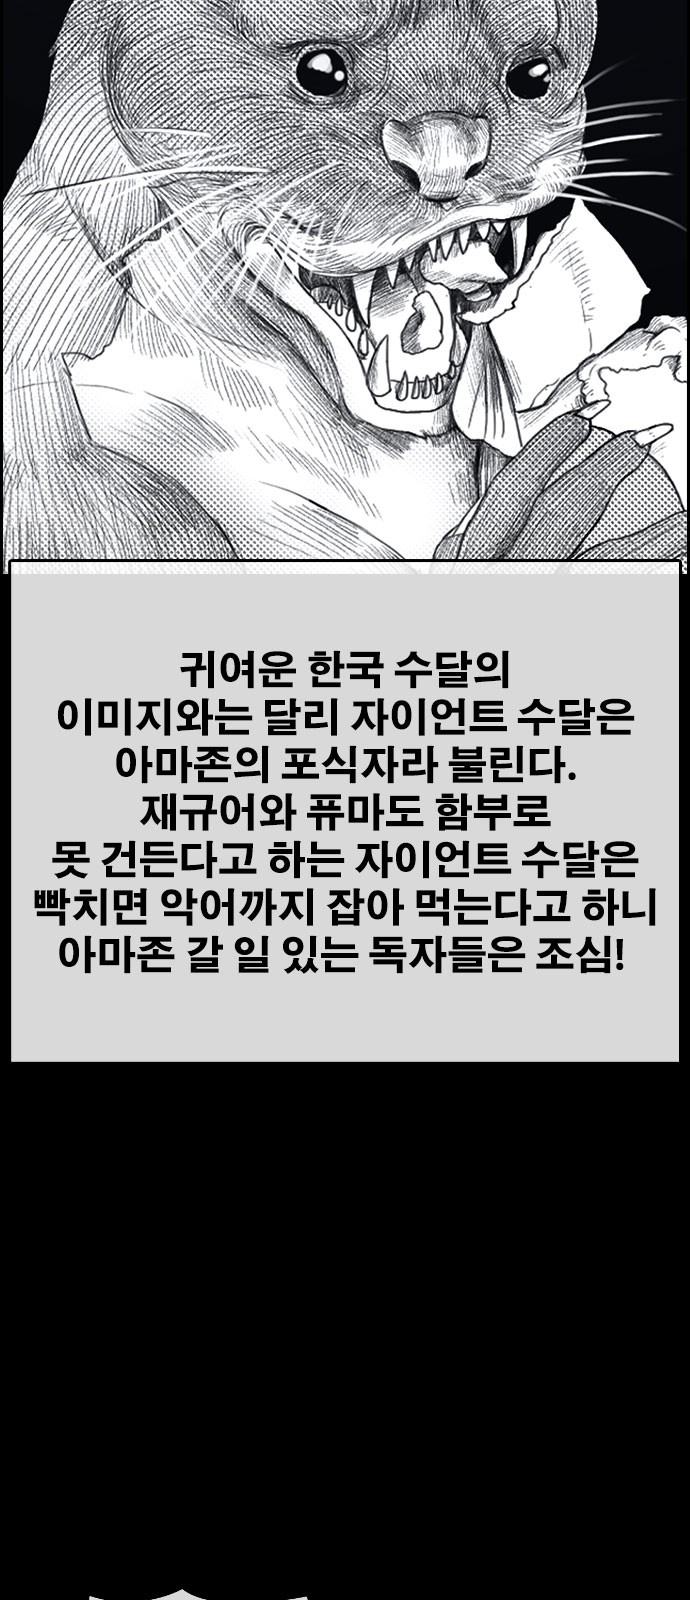 귀여운 한국 수달의
이미지와는 달리 자이언트 수달은
아마존의 포식자라 불린다.
재규어와 퓨마도 함부로
못 건든다고 하는 자이언트 수달은
빡치면 악어까지 잡아 먹는다고 하니
아마존 갈 일 있는 독자들은 조심!